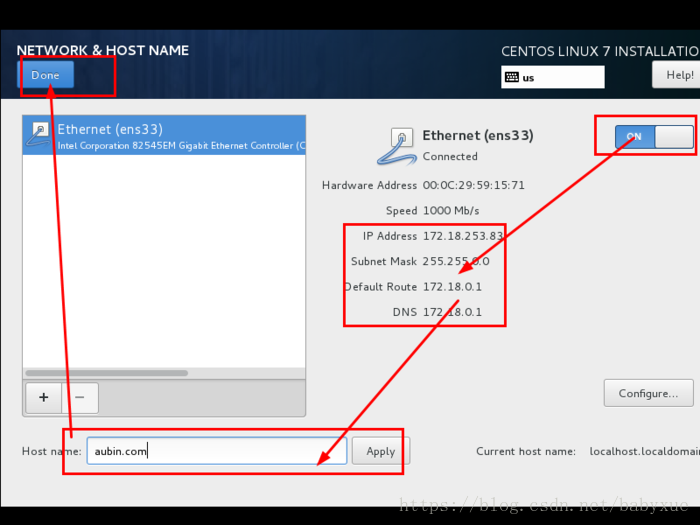 NETWORK & HOST NAME
CENTOS LINUX 7 INSTALLATIO
Done
us
Help!
Ethernet (ens33)
Intel Corporation 82545EM Gigabit Ethernet Controller (C
Ethernet (ens33)
Connected
ON
Hardware Address 00:0C:29:59:15:71
Speed 1000 Mb/s
IP Address 172.18.253.83
Subnet Mask 255.255.0.0
Default Route 172.18.0.1
DNS 172.18.0.1
+ −
Configure...
Host name: aubin.com Apply
Current host name: localhost.localdomain
https://blog.csdn.net/babyxue